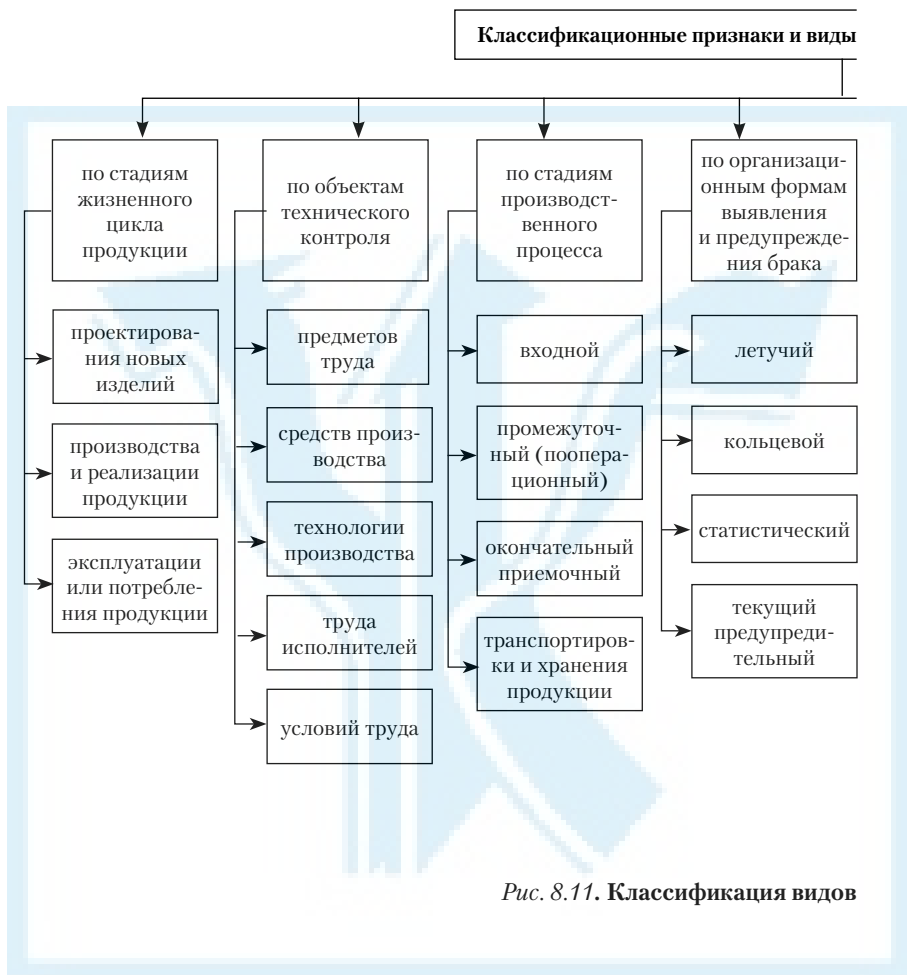 Классификационные признаки и виды
по стадиям
жизненного
цикла
продукции
проектирова-
ния новых
изделий
производства
и реализации
продукции
эксплуатации
или потребле-
ния продукции
по объектам
технического
контроля
предметов
труда
средств произ-
водства
технологии
производства
труда
исполнителей
условий труда
по стадиям
производст-
венного
процесса
входной
промежуточ-
ный (поопера-
ционный)
окончательный
приемочный
транспортиров-
ки и хранения
продукции
по организаци-
онным формам
выявления
и предупрежде-
ния брака
летучий
кольцевой
статистический
текущий
предупреди-
тельный
Рис. 8.11. Классификация видов